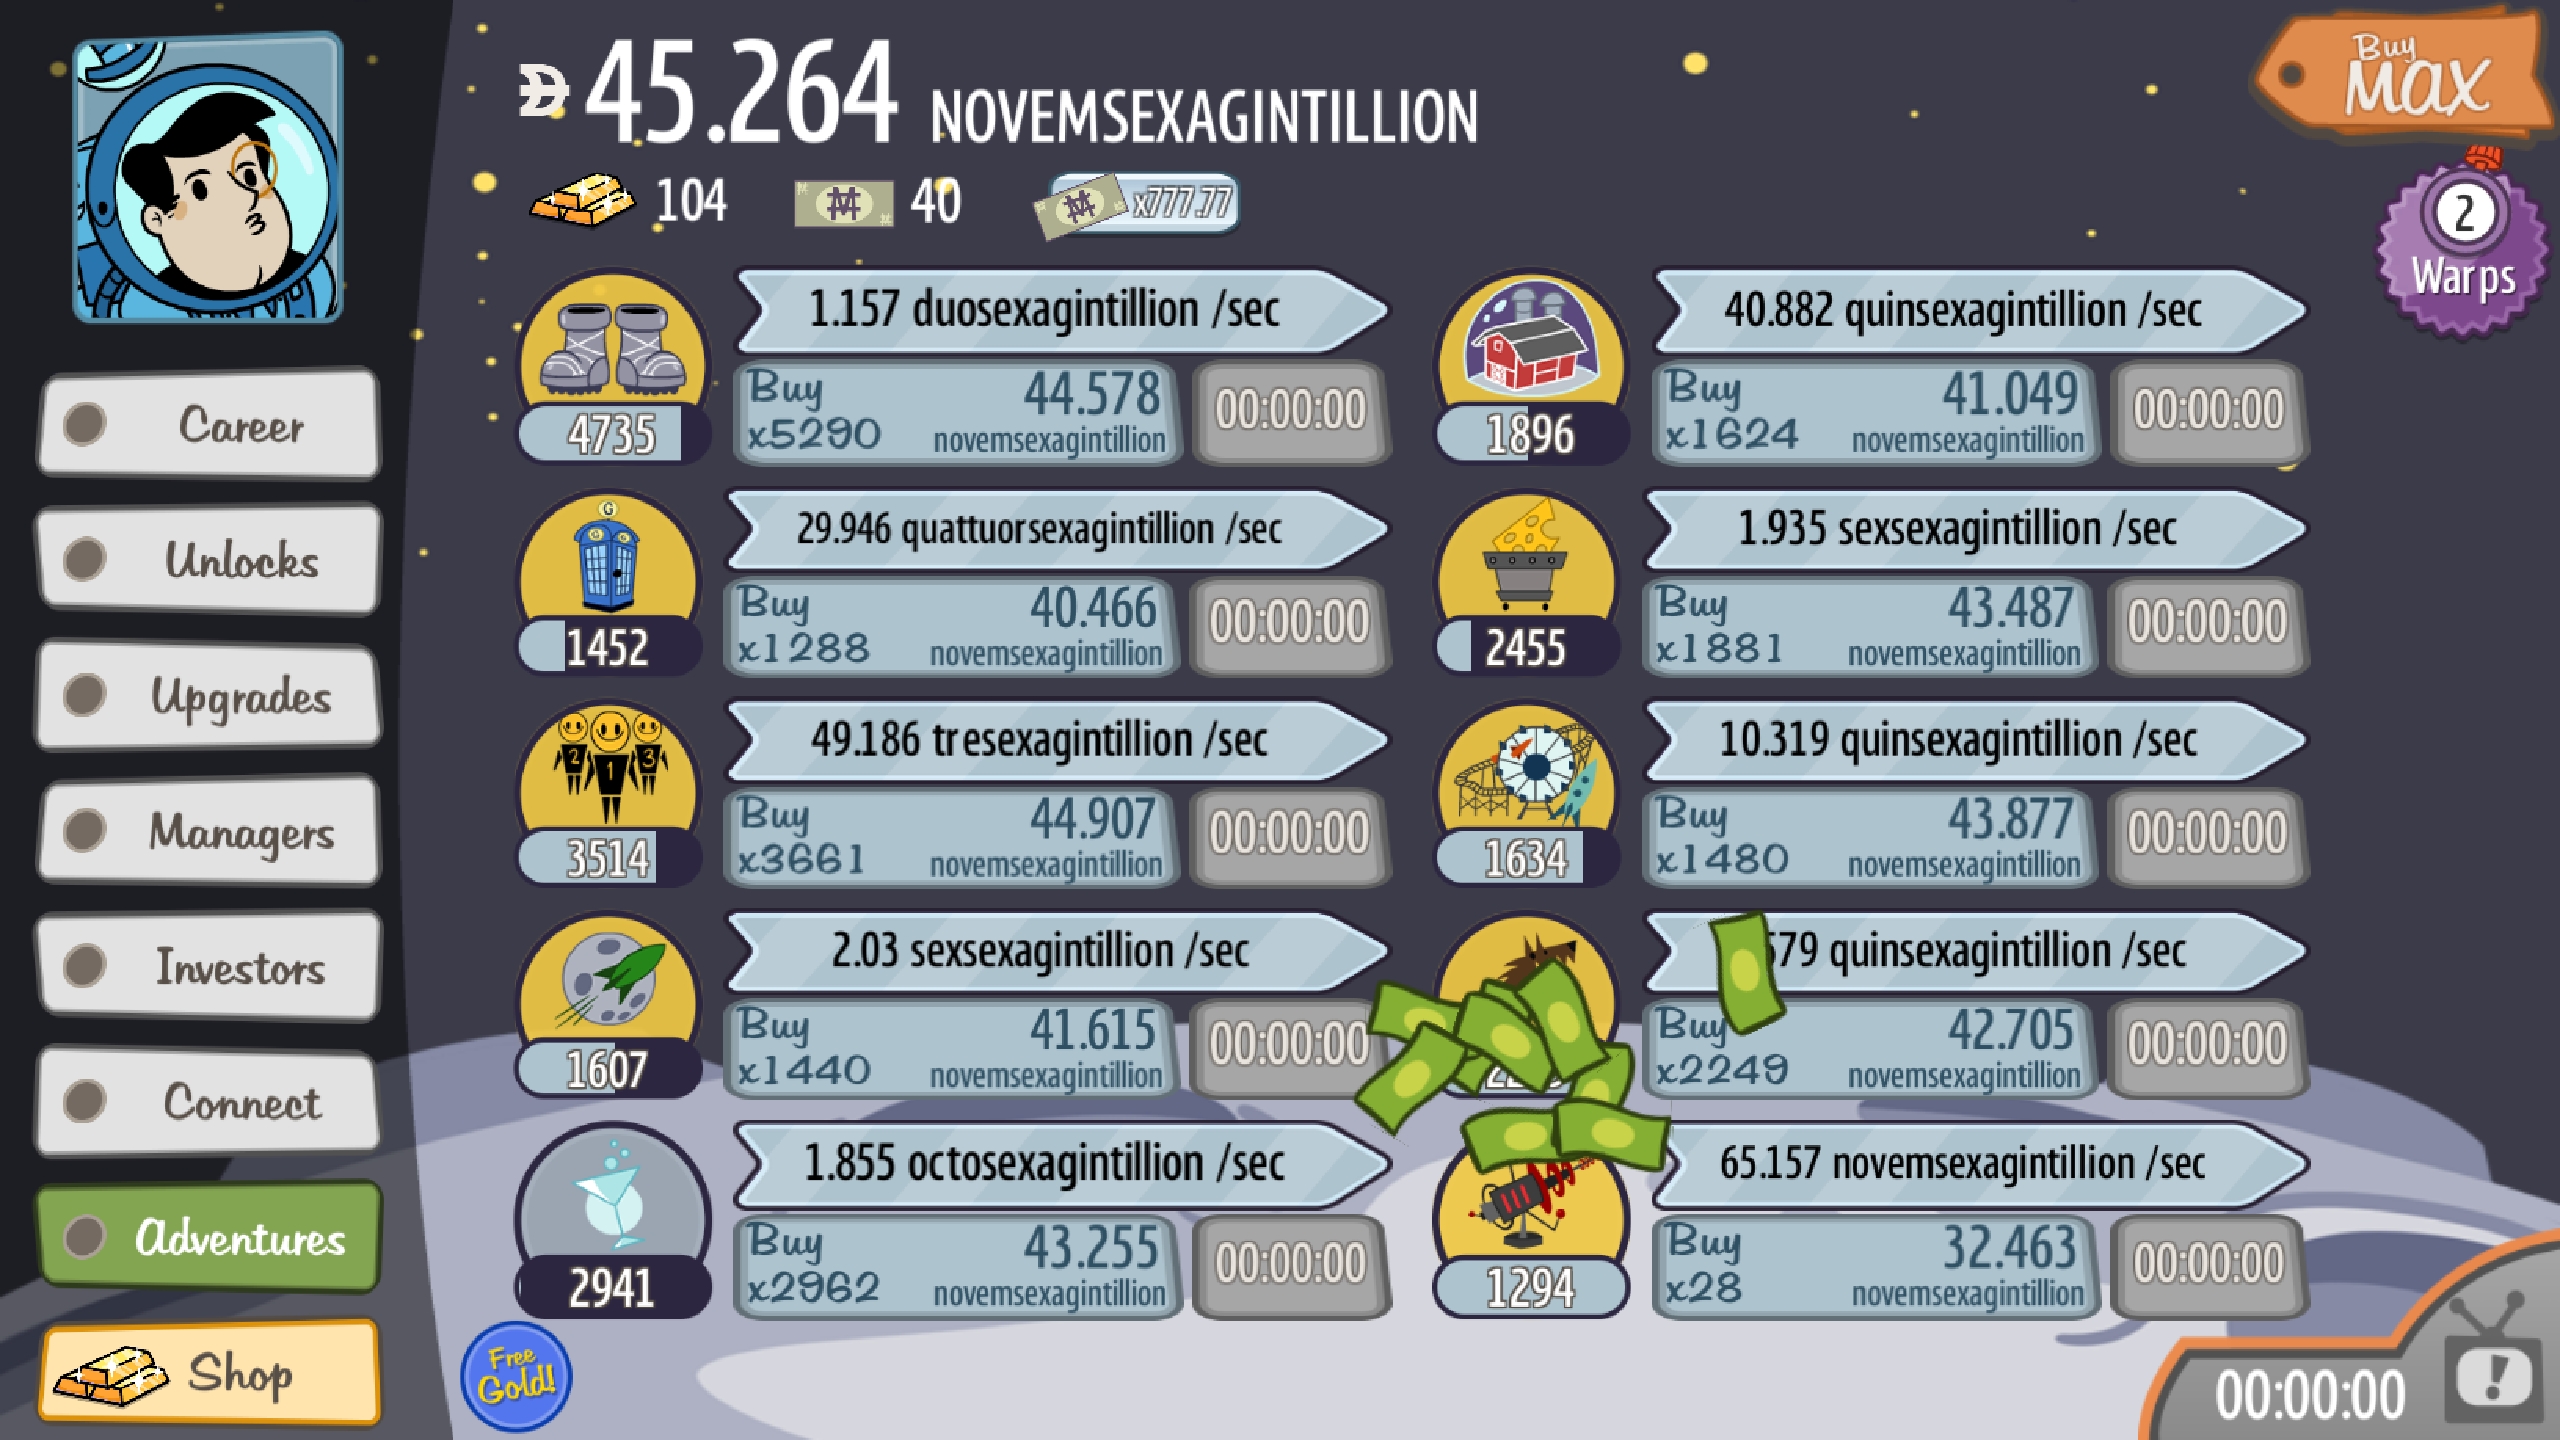 45.264 NOVEMSEXAGINTILLION
Buy
MAX
104
40
x777.77
2
Warps
Career
Unlocks
Upgrades
Managers
Investors
Connect
Adventures
Shop
1.157 duosexagintillion /sec
4735
Buy
x5290
44.578
novemsexagintillion
00:00:00
40.882 quinsexagintillion /sec
1896
Buy
x1624
41.049
novemsexagintillion
00:00:00
G
29.946 quattuorsexagintillion /sec
1452
Buy
x1288
40.466
novemsexagintillion
00:00:00
1.935 sexsexagintillion /sec
2455
Buy
x1881
43.487
novemsexagintillion
00:00:00
2 1 3
49.186 tresexagintillion /sec
3514
Buy
x3661
44.907
novemsexagintillion
00:00:00
10.319 quinsexagintillion /sec
1634
Buy
x1480
43.877
novemsexagintillion
00:00:00
2.03 sexsexagintillion /sec
1607
Buy
x1440
41.615
novemsexagintillion
00:00:00
quinsexagintillion /sec
Buy
x2249
42.705
novemsexagintillion
00:00:00
1.855 octosexagintillion /sec
2941
Buy
x2962
43.255
novemsexagintillion
00:00:00
65.157 novemsexagintillion /sec
1294
Buy
x28
32.463
novemsexagintillion
00:00:00
Free
Gold!
00:00:00
!